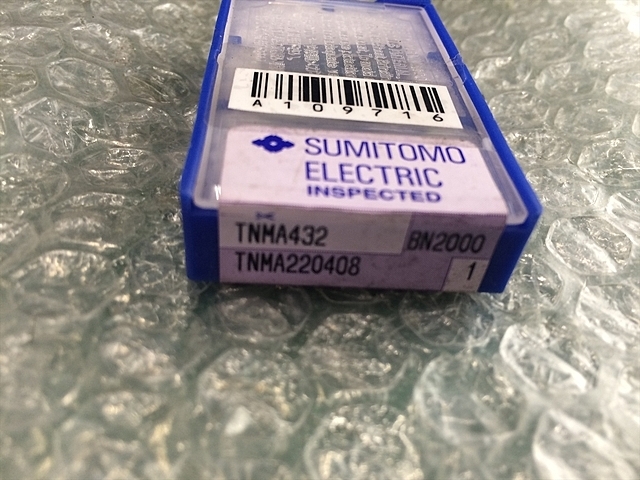 A109716
SUMITOMO
ELECTRIC
INSPECTED
TNMA432 BN2000
TNMA220408 1